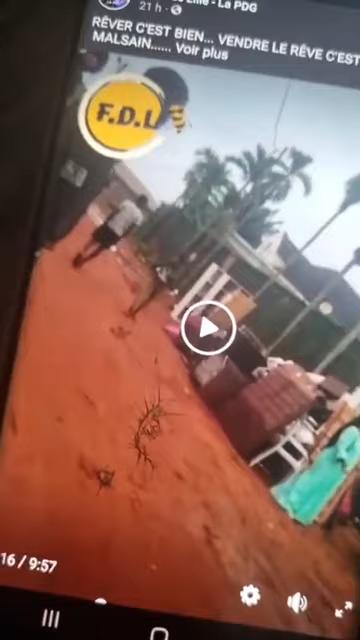 - La PDG
21 h ·
RÊVER C'EST BIEN... VENDRE LE RÊVE C'EST
MALSAIN...... Voir plus
F.D.L
16 / 9:57